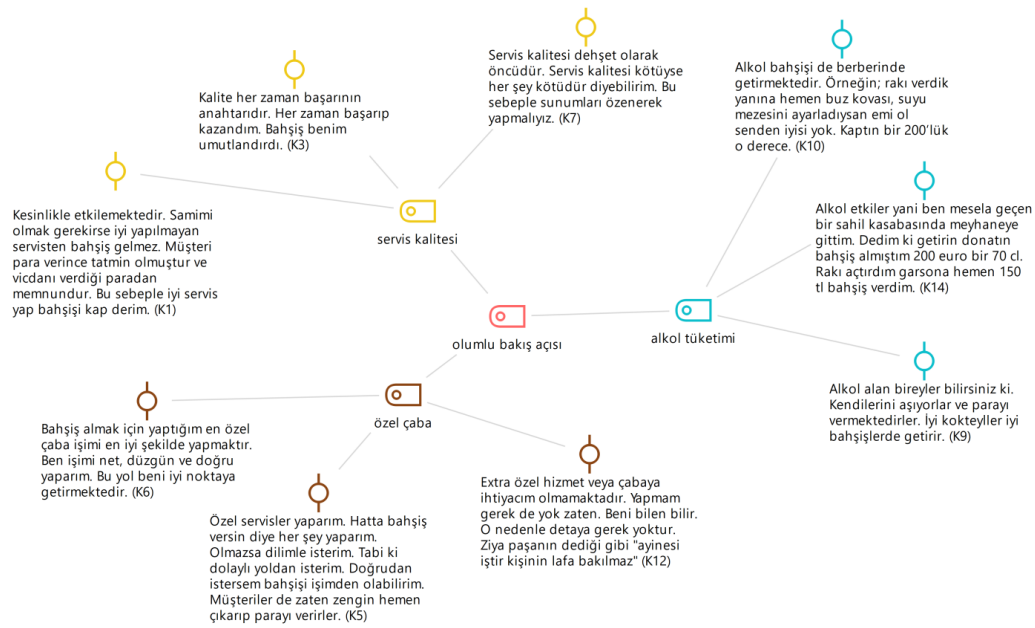 Servis kalitesi dehşet olarak
öncüdür. Servis kalitesi kötüyse
her şey kötüdür diyebilirim. Bu
sebeple sunumları özenerek
yapmalıyız. (K7)
Alkol bahşişi de berberinde
getirmektedir. Örneğin; rakı verdik
yanına hemen buz kovası, suyu
mezesini ayarladıysan emi ol
senden iyisi yok. Kaptın bir 200'lük
o derece. (K10)
Kalite her zaman başarının
anahtarıdır. Her zaman başarıp
kazandım. Bahşiş benim
umutlandırdı. (K3)
Kesinlikle etkilemektedir. Samimi
olmak gerekirse iyi yapılmayan
servisten bahşiş gelmez. Müşteri
para verince tatmin olmuştur ve
vicdanı verdiği paradan
memnundur. Bu sebeple iyi servis
yap bahşişi kap derim. (K1)
servis kalitesi
Alkol etkiler yani ben mesela geçen
bir sahil kasabasında meyhaneye
gittim. Dedim ki getirin donatın
bahşiş almıştım 200 euro bir 70 cl.
Rakı açtırdım garsona hemen 150
tl bahşiş verdim. (K14)
olumlu bakış açısı
alkol tüketimi
Alkol alan bireyler bilirsiniz ki.
Kendilerini aşıyorlar ve parayı
vermektedirler. İyi kokteyller iyi
bahşişlerde getirir. (K9)
özel çaba
Bahşiş almak için yaptığım en özel
çaba işimi en iyi şekilde yapmaktır.
Ben işimi net, düzgün ve doğru
yaparım. Bu yol beni iyi noktaya
getirmektedir. (K6)
Özel servisler yaparım. Hatta bahşiş
versin diye her şey yaparım.
Olmazsa dilimle isterim. Tabi ki
dolaylı yoldan isterim. Doğrudan
istersem bahşişi işimden olabilirim.
Müşteriler de zaten zengin hemen
çıkarıp parayı verirler. (K5)
Extra özel hizmet veya çabaya
ihtiyacım olmamaktadır. Yapmam
gerek de yok zaten. Beni bilen bilir.
O nedenle detaya gerek yoktur.
Ziya paşanın dediği gibi "ayinesi
iştir kişinin lafa bakılmaz" (K12)